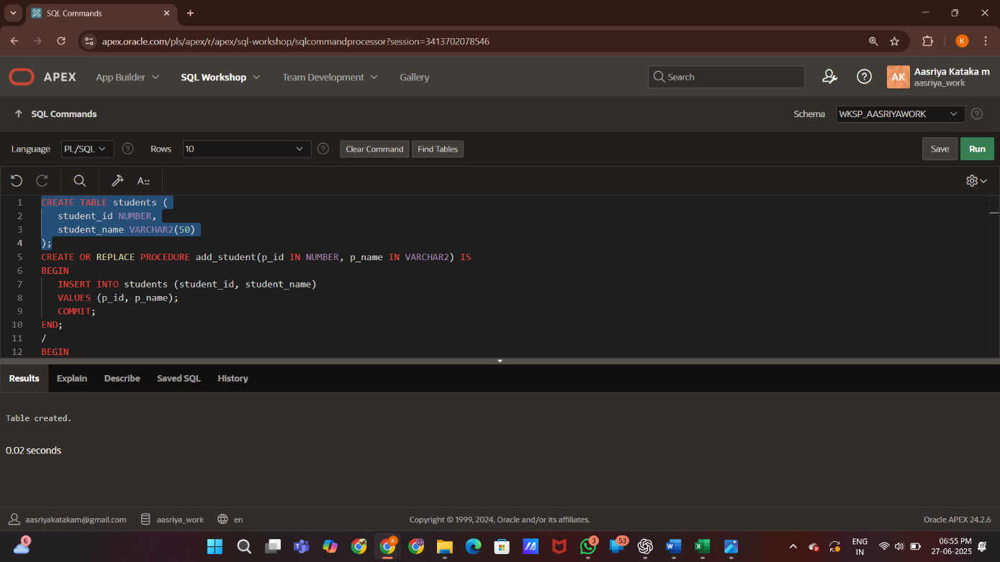 SQL Commands
apex.oracle.com/pls/apex/r/apex/sql-workshop/sqlcommandprocessor?session=3413702078546
K
APEX
App Builder
SQL Workshop
Team Development
Gallery
Search
AK
Aasriya Kataka m
aasriya_work
SQL Commands
Schema
WKSP_AASRIYAWORK
Language
PL/SQL
Rows
10
Clear Command
Find Tables
Save
Run
A::
1 CREATE TABLE students (
2 student_id NUMBER,
3 student_name VARCHAR2(50)
4 );
5 CREATE OR REPLACE PROCEDURE add_student(p_id IN NUMBER, p_name IN VARCHAR2) IS
6 BEGIN
7 INSERT INTO students (student_id, student_name)
8 VALUES (p_id, p_name);
9 COMMIT;
10 END;
11 /
12 BEGIN
Results
Explain
Describe
Saved SQL
History
Table created.
0.02 seconds
aasriyakatakam@gmail.com
aasriya_work
en
Copyright © 1999, 2024, Oracle and/or its affiliates.
Oracle APEX 24.2.6
6
K
3
53
ENG
IN
06:55 PM
27-06-2025